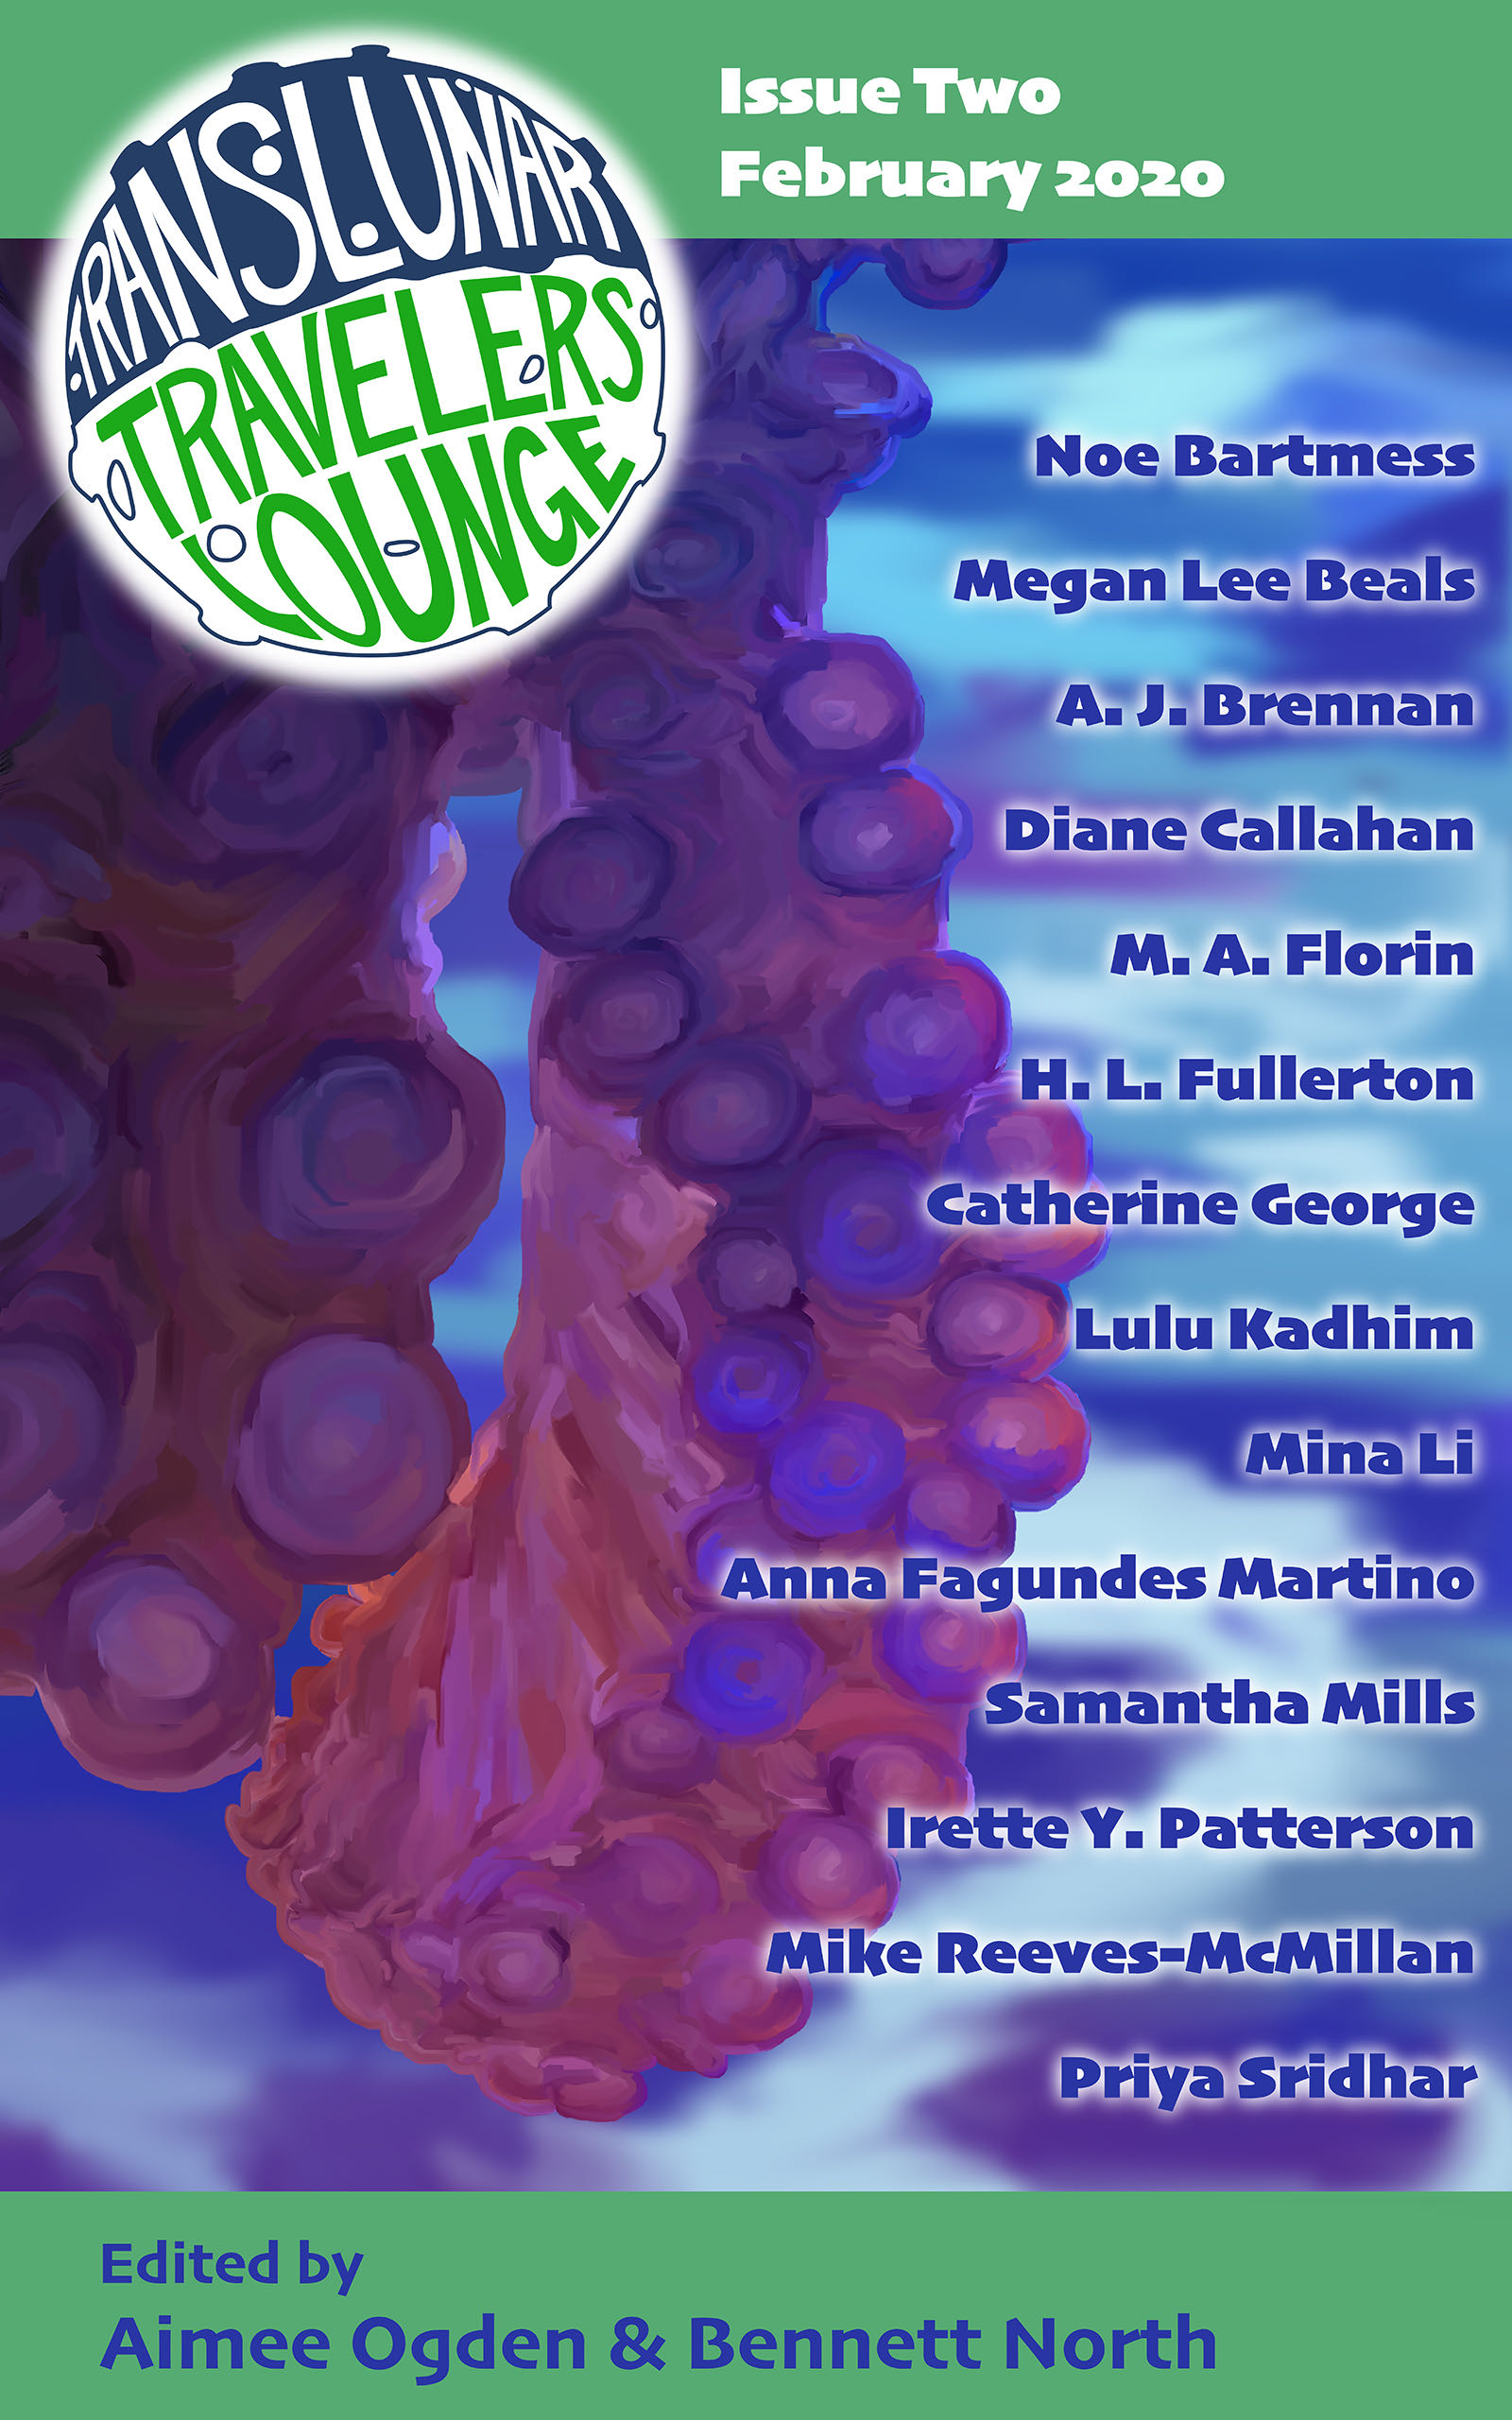 TRANSLUNAR
TRAVELERS
LOUNGE
Issue Two
February 2020
Noe Bartmess
Megan Lee Beals
A. J. Brennan
Diane Callahan
M. A. Florin
H. L. Fullerton
Catherine George
Lulu Kadhim
Mina Li
Anna Fagundes Martino
Samantha Mills
Irette Y. Patterson
Mike Reeves-McMillan
Priya Sridhar
Edited by
Aimee Ogden & Bennett North